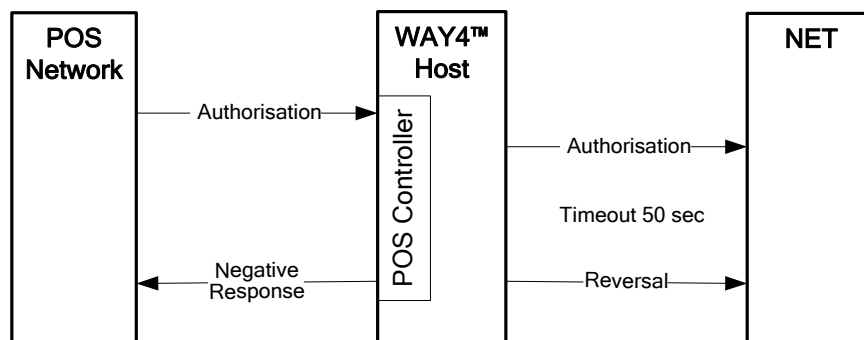 POS
Network
WAY4™
Host
NET
Authorisation
POS Controller
Authorisation
Timeout 50 sec
Negative
Response
Reversal